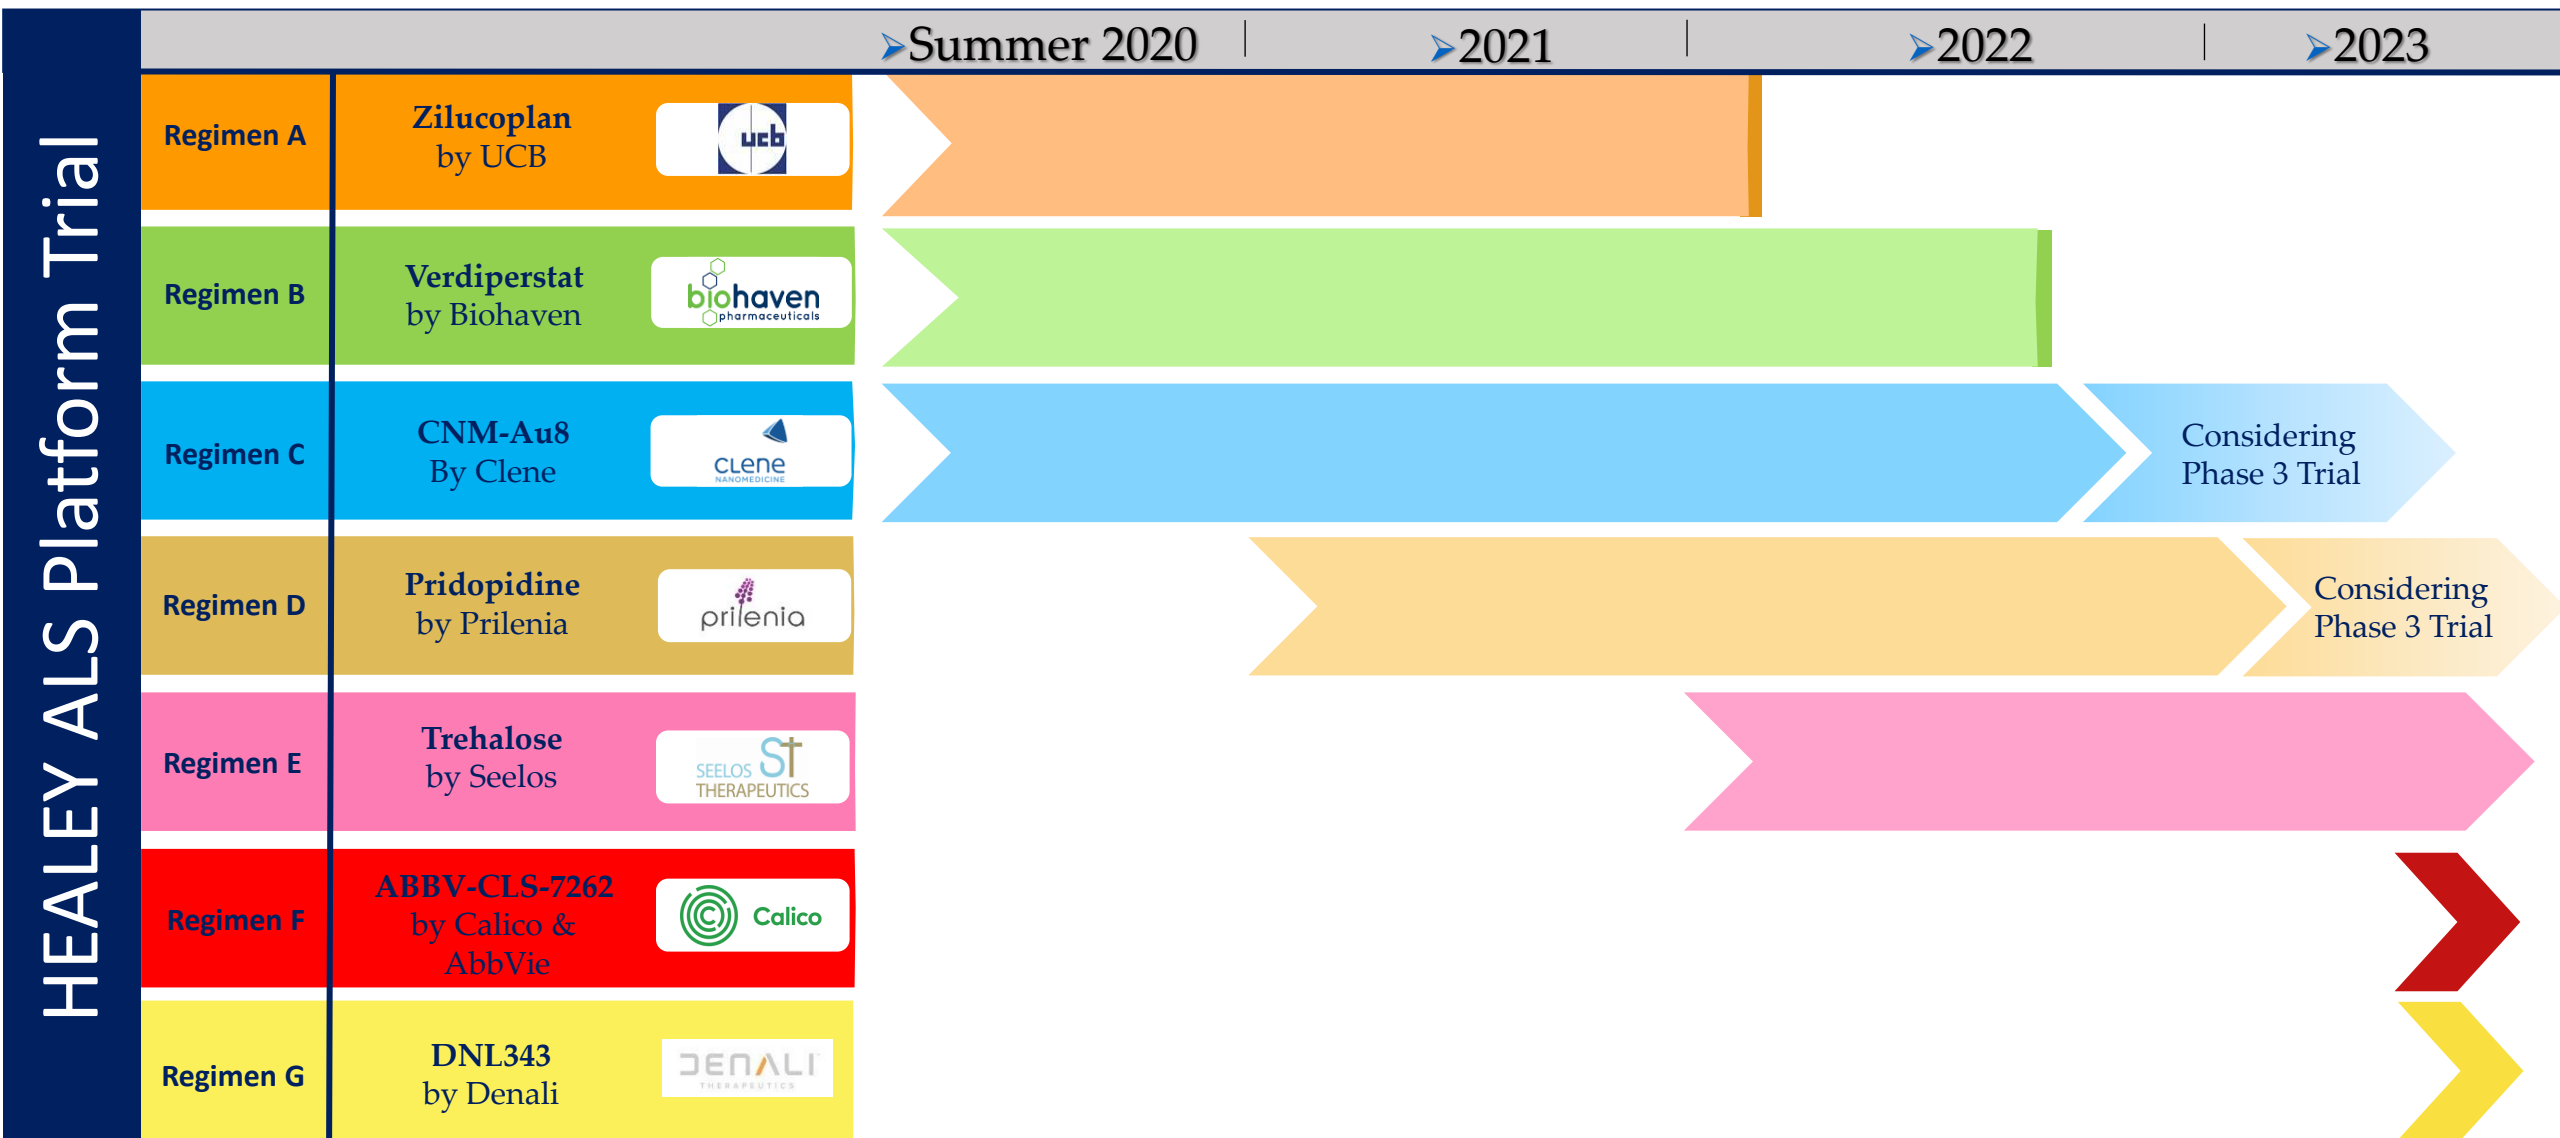 HEALEY ALS Platform Trial
➢Summer 2020
➢2021
➢2022
➢2023
Regimen A
Zilucoplan
by UCB
ucb
Regimen B
Verdiperstat
by Biohaven
biohaven
pharmaceuticals
Regimen C
CNM-Au8
By Clene
CLENE
NANOMEDICINE
Considering
Phase 3 Trial
Regimen D
Pridopidine
by Prilenia
prilenia
Considering
Phase 3 Trial
Regimen E
Trehalose
by Seelos
SEELOS St
THERAPEUTICS
Regimen F
ABBV-CLS-7262
by Calico &
AbbVie
Calico
Regimen G
DNL343
by Denali
DENALI
THERAPEUTICS